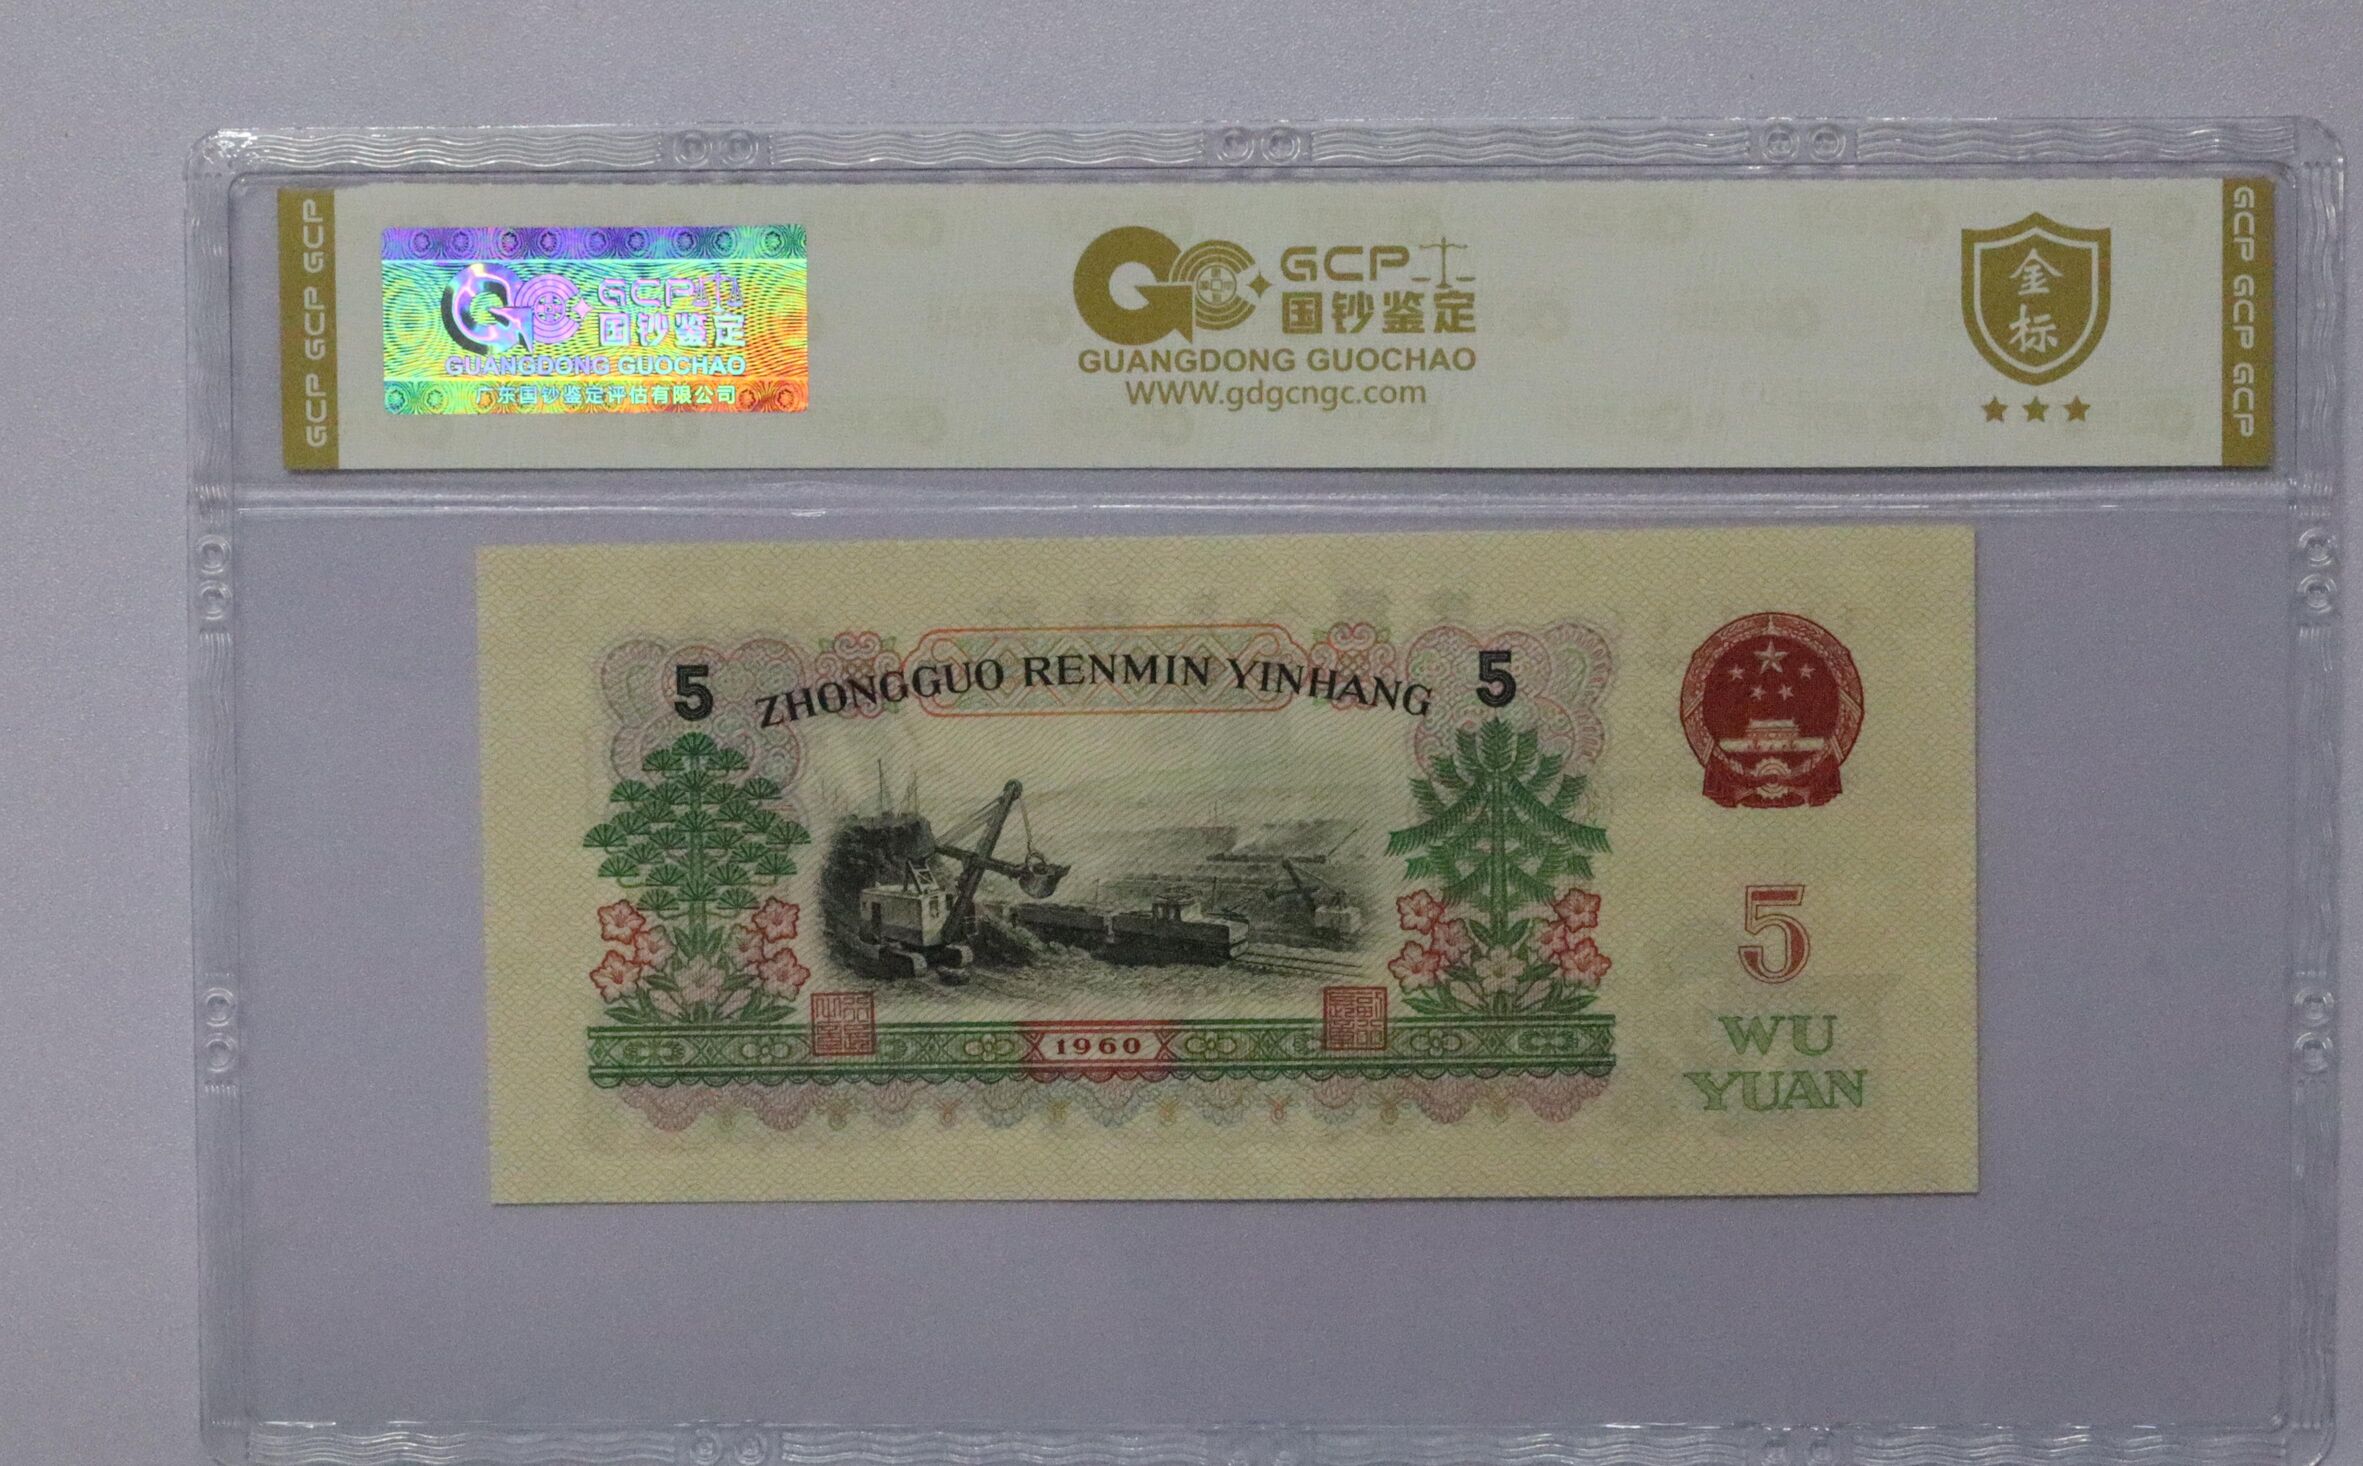 GCP GCP GCP
GCP
国钞鉴定
GUANGDONG GUOCHAO
广东国钞鉴定评估有限公司
GCP
国钞鉴定
GUANGDONG GUOCHAO
WWW.gdgcngc.com
金
标
GCP GCP GCP
5
ZHONGGUO RENMIN YINHANG
5
1960
5
WU
YUAN